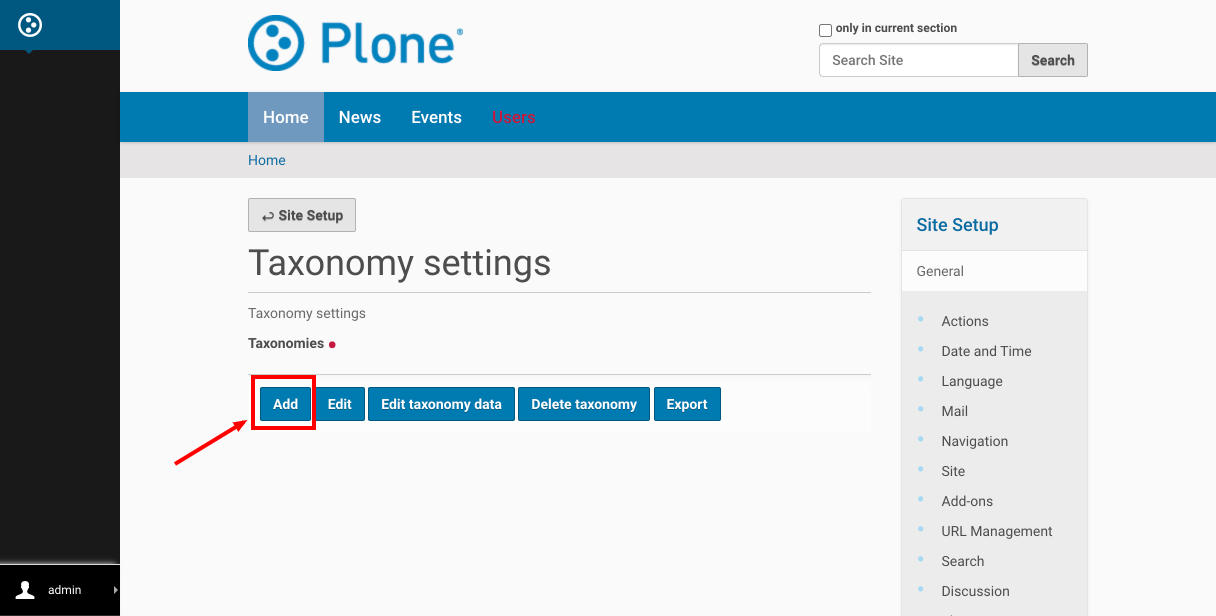 Plone®
only in current section
Search Site
Search
Home News Events Users
Home
Site Setup
Taxonomy settings
Taxonomy settings
Taxonomies
Add Edit Edit taxonomy data Delete taxonomy Export
Site Setup
General
Actions
Date and Time
Language
Mail
Navigation
Site
Add-ons
URL Management
Search
Discussion
admin